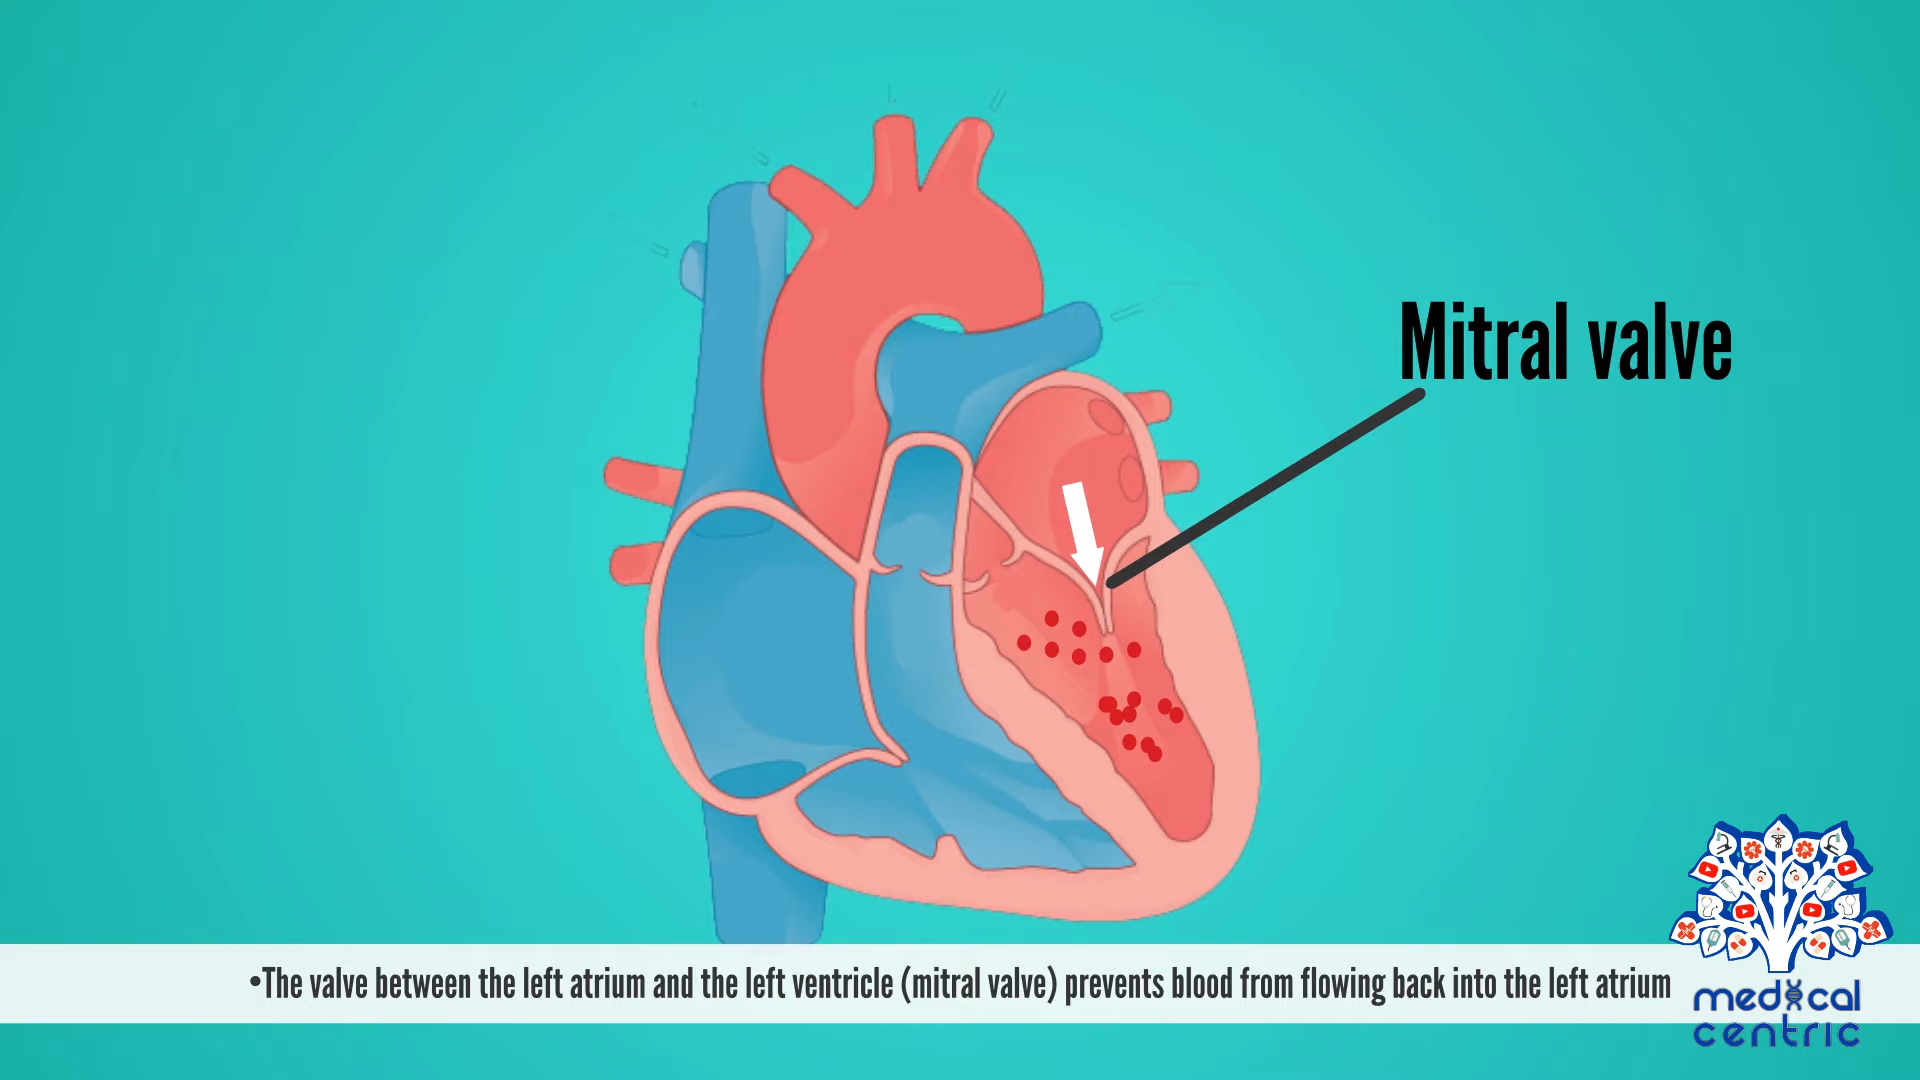 Mitral valve
•The valve between the left atrium and the left ventricle (mitral valve) prevents blood from flowing back into the left atrium
medical
centric